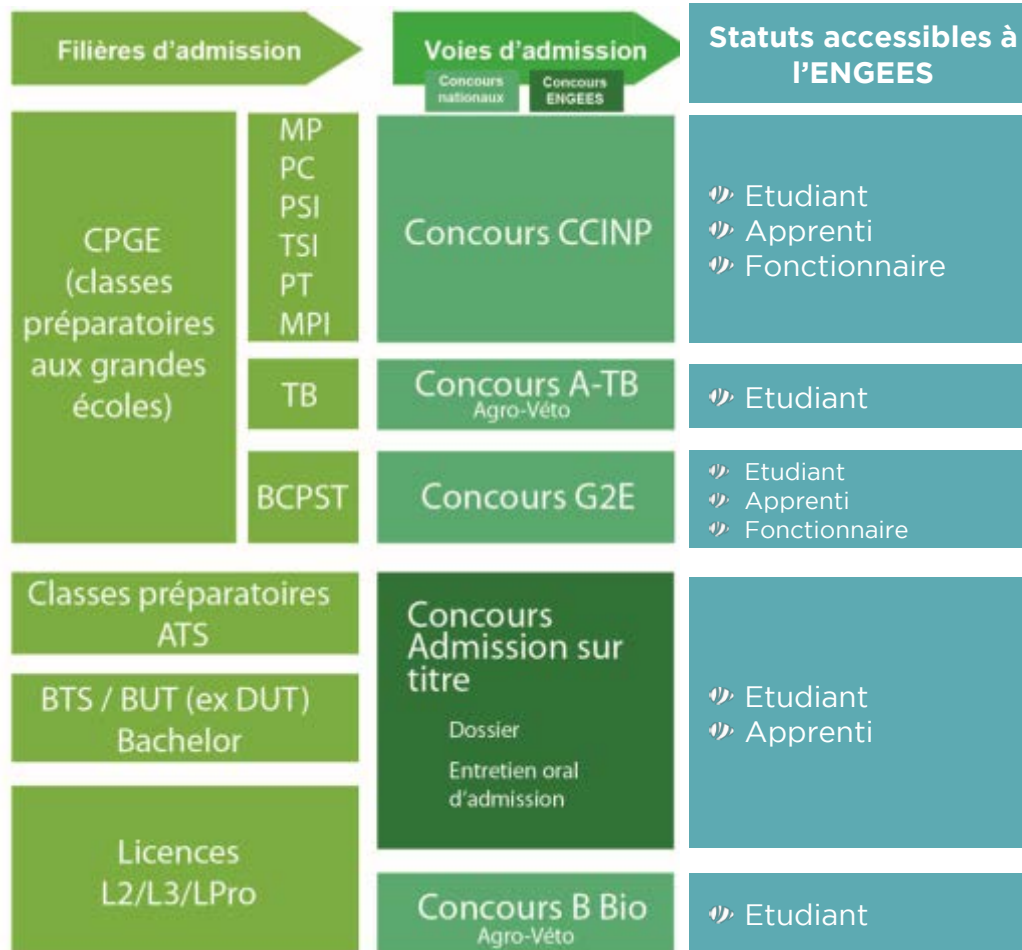 Filières d'admission
Voies d'admission
Concours
nationaux
Concours
ENGEES
Statuts accessibles à
l'ENGEES
CPGE
(classes
préparatoires
aux grandes
écoles)
MP
PC
PSI
TSI
PT
MPI
Concours CCINP
Etudiant
Apprenti
Fonctionnaire
TB
Concours A-TB
Agro-Véto
Etudiant
BCPST
Concours G2E
Etudiant
Apprenti
Fonctionnaire
Classes préparatoires
ATS
BTS / BUT (ex DUT)
Bachelor
Licences
L2/L3/LPro
Concours
Admission sur
titre
Dossier
Entretien oral
d'admission
Etudiant
Apprenti
Concours B Bio
Agro-Véto
Etudiant